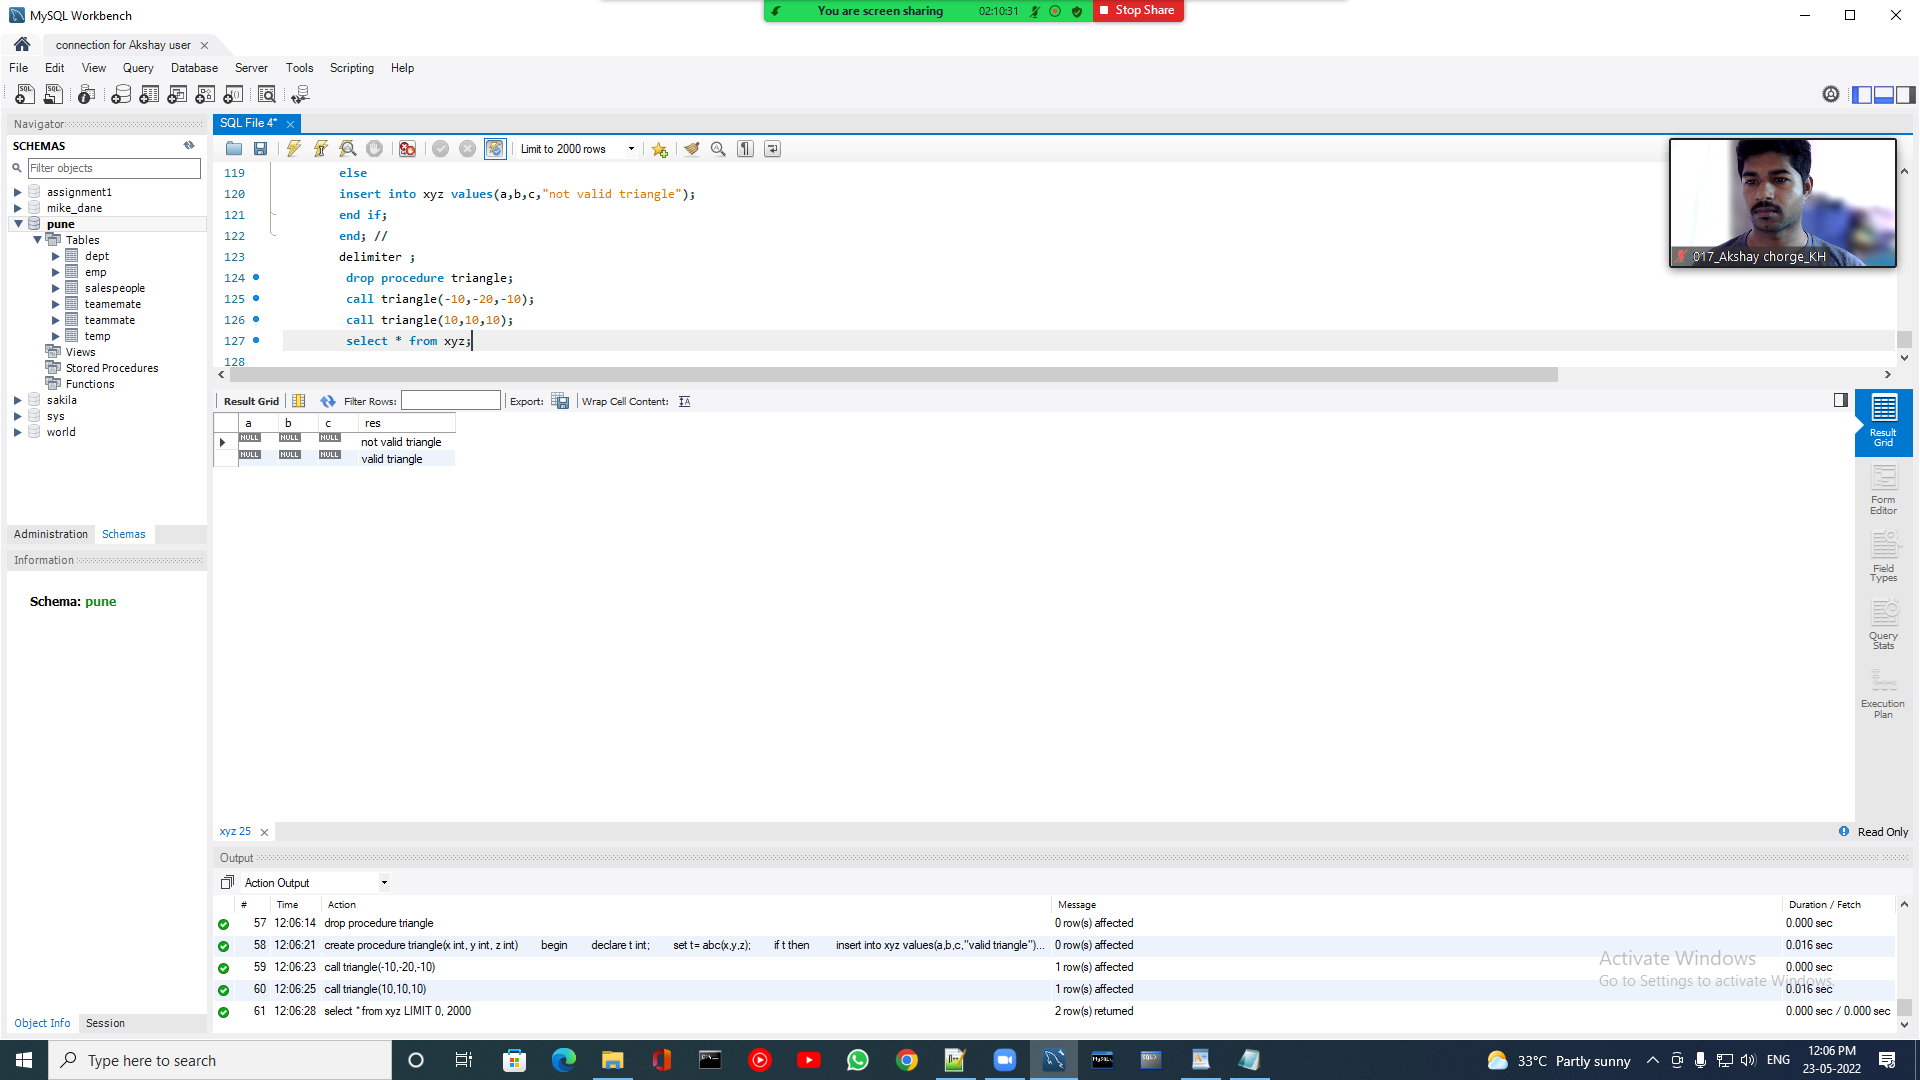 MySQL Workbench
You are screen sharing 02:10:31 Stop Share
connection for Akshay user
File Edit View Query Database Server Tools Scripting Help
Navigator
SQL File 4*
SCHEMAS
Filter objects
Limit to 2000 rows
assignment1
mike_dane
pune
Tables
dept
emp
salespeople
teamemate
teammate
temp
Views
Stored Procedures
Functions
sakila
sys
world
119 else
120 insert into xyz values(a,b,c,"not valid triangle");
121 end if;
122 end; //
123 delimiter ;
124 drop procedure triangle;
125 call triangle(-10,-20,-10);
126 call triangle(10,10,10);
127 select * from xyz;
128
017_Akshay chorge_KH
Result Grid Filter Rows: Export: Wrap Cell Content:
a b c res
NULL NULL NULL not valid triangle
NULL NULL NULL valid triangle
Result Grid
Form Editor
Field Types
Query Stats
Execution Plan
Administration Schemas
Information
Schema: pune
xyz 25 Read Only
Output
Action Output
# Time Action Message Duration / Fetch
57 12:06:14 drop procedure triangle 0 row(s) affected 0.000 sec
58 12:06:21 create procedure triangle(x int, y int, z int) begin declare t int; set t= abc(x,y,z); if t then insert into xyz values(a,b,c,"valid triangle")... 0 row(s) affected 0.016 sec
59 12:06:23 call triangle(-10,-20,-10) 1 row(s) affected 0.000 sec
60 12:06:25 call triangle(10,10,10) 1 row(s) affected 0.016 sec
61 12:06:28 select * from xyz LIMIT 0, 2000 2 row(s) returned 0.000 sec / 0.000 sec
Activate Windows
Go to Settings to activate Windows.
Object Info Session
Type here to search
33°C Partly sunny ENG 12:06 PM
23-05-2022